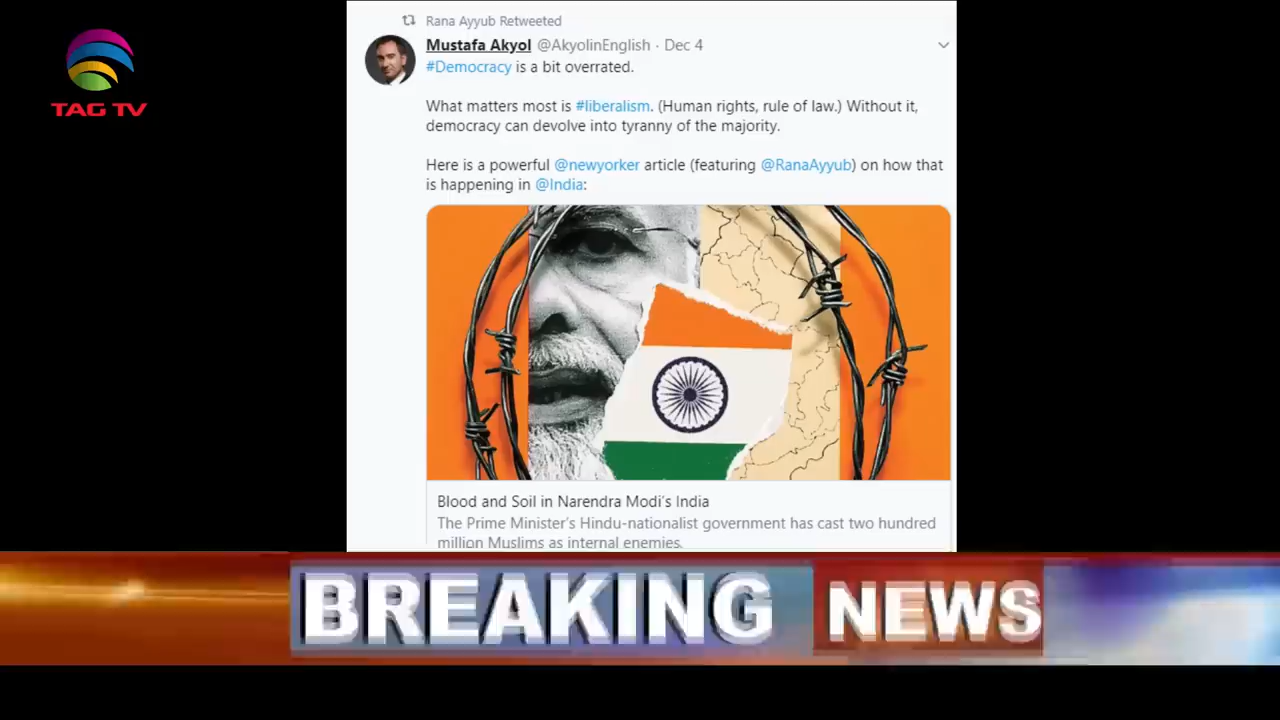 TAG TV
Rana Ayyub Retweeted
Mustafa Akyol @AkyolinEnglish · Dec 4
#Democracy is a bit overrated.
What matters most is #liberalism. (Human rights, rule of law.) Without it,
democracy can devolve into tyranny of the majority.
Here is a powerful @newyorker article (featuring @RanaAyyub) on how that
is happening in @India:
Blood and Soil in Narendra Modi's India
The Prime Minister's Hindu-nationalist government has cast two hundred
million Muslims as internal enemies.
BREAKING NEWS